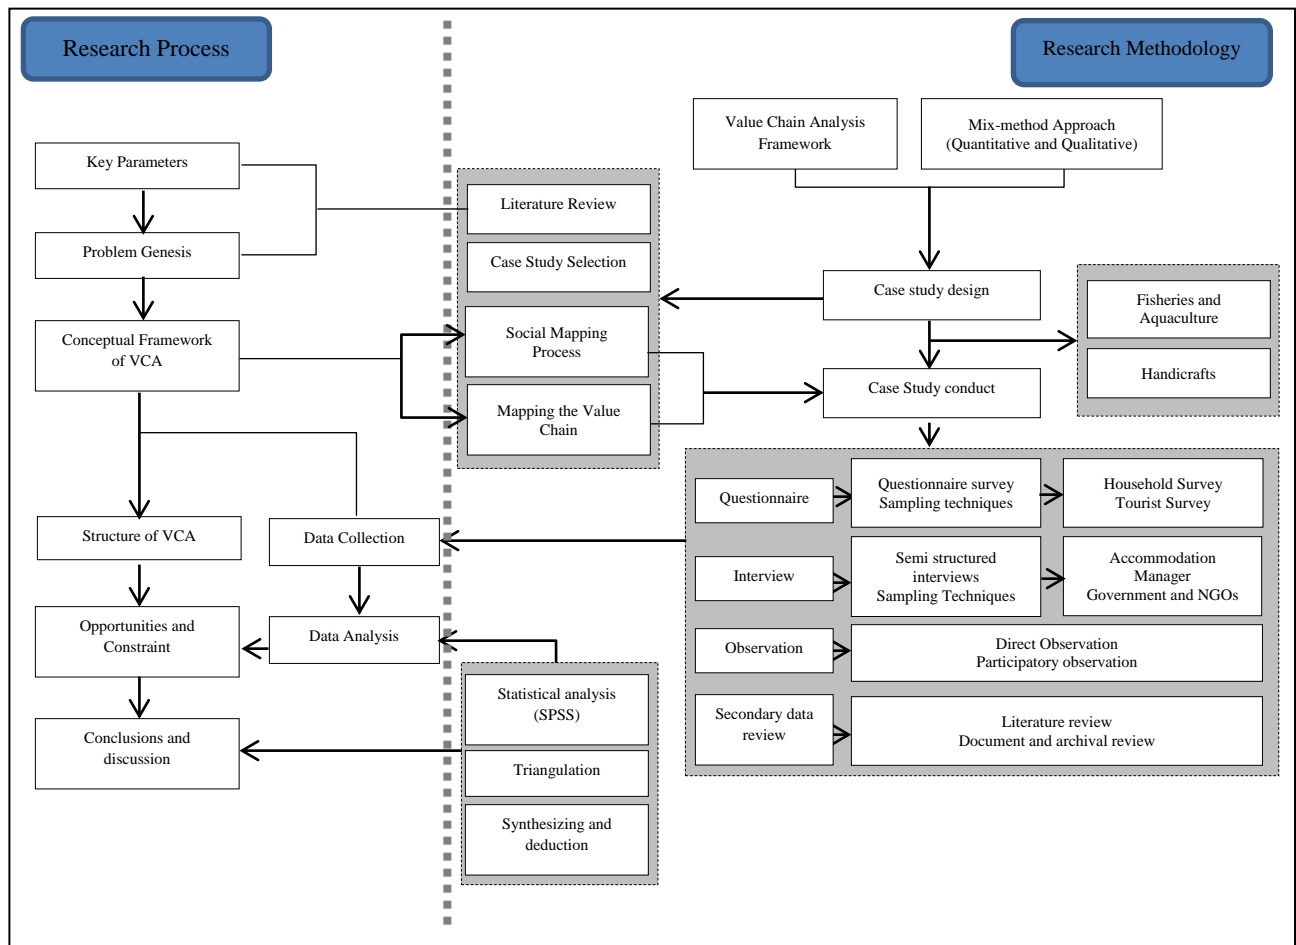 Research Process
Research Methodology
Key Parameters
Problem Genesis
Conceptual Framework
of VCA
Structure of VCA
Data Collection
Opportunities and
Constraint
Data Analysis
Conclusions and
discussion
Literature Review
Case Study Selection
Social Mapping
Process
Mapping the Value
Chain
Statistical analysis
(SPSS)
Triangulation
Synthesizing and
deduction
Value Chain Analysis
Framework
Mix-method Approach
(Quantitative and Qualitative)
Case study design
Case Study conduct
Fisheries and
Aquaculture
Handicrafts
Questionnaire
Questionnaire survey
Sampling techniques
Household Survey
Tourist Survey
Interview
Semi structured
interviews
Sampling Techniques
Accommodation
Manager
Government and NGOs
Observation
Direct Observation
Participatory observation
Secondary data
review
Literature review
Document and archival review